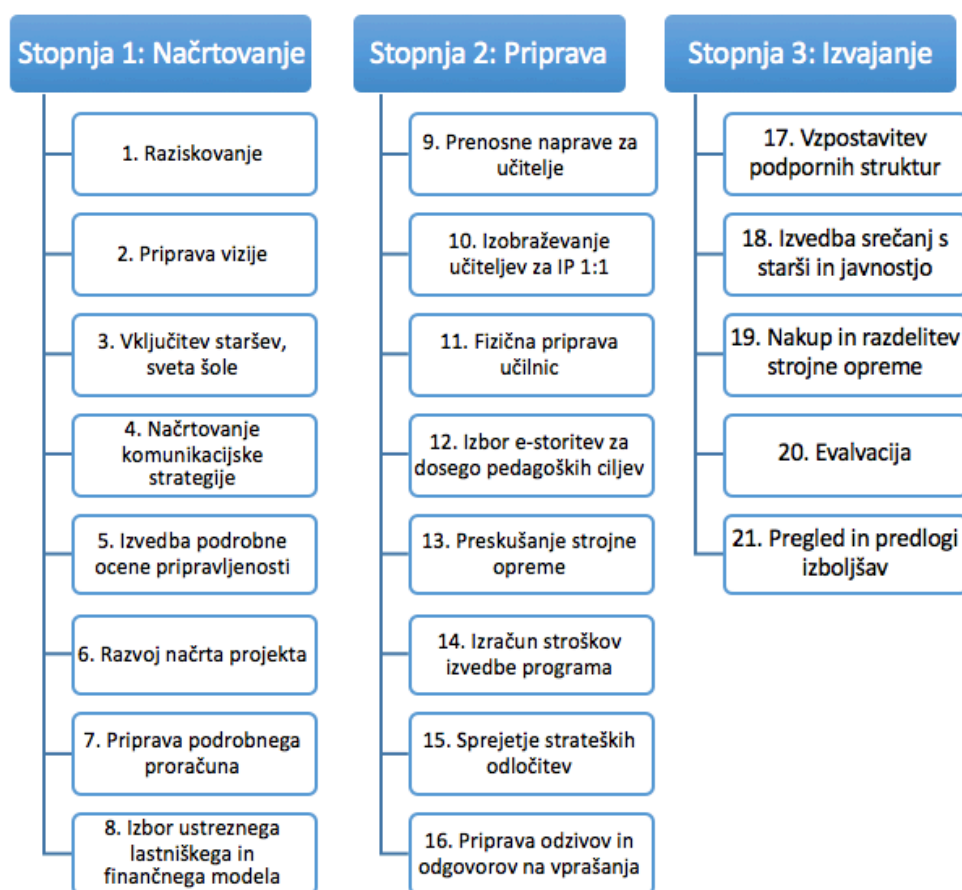 Stopnja 1: Načrtovanje
1. Raziskovanje
2. Priprava vizije
3. Vključitev staršev,
sveta šole
4. Načrtovanje
komunikacijske
strategije
5. Izvedba podrobne
ocene pripravljenosti
6. Razvoj načrta projekta
7. Priprava podrobnega
proračuna
8. Izbor ustreznega
lastniškega in
finančnega modela
Stopnja 2: Priprava
9. Prenosne naprave za
učitelje
10. Izobraževanje
učiteljev za IP 1:1
11. Fizična priprava
učilnic
12. Izbor e-storitev za
dosego pedagoških ciljev
13. Preskušanje strojne
opreme
14. Izračun stroškov
izvedbe programa
15. Sprejetje strateških
odločitev
16. Priprava odzivov in
odgovorov na vprašanja
Stopnja 3: Izvajanje
17. Vzpostavitev
podpornih struktur
18. Izvedba srečanj s
starši in javnostjo
19. Nakup in razdelitev
strojne opreme
20. Evalvacija
21. Pregled in predlogi
izboljšav